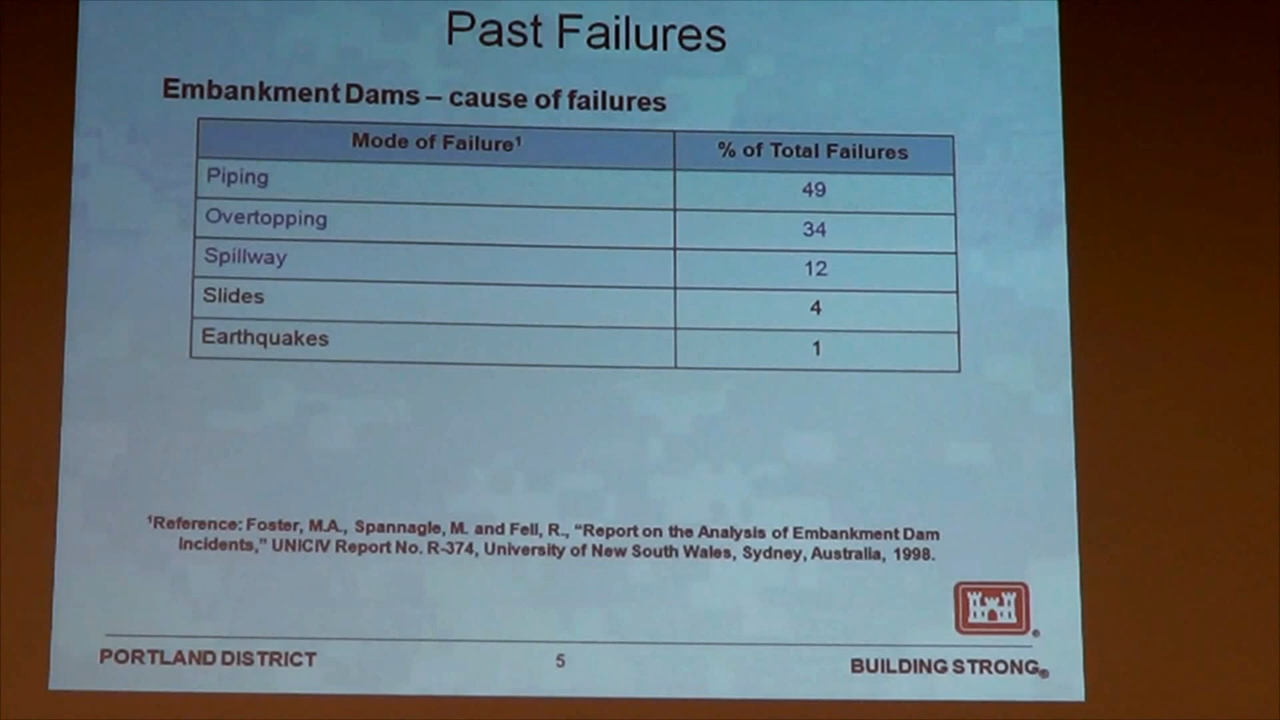 Past Failures
Embankment Dams – cause of failures
Mode of Failure¹ % of Total Failures
Piping 49
Overtopping 34
Spillway 12
Slides 4
Earthquakes 1
¹Reference: Foster, M.A., Spannagle, M. and Fell, R., “Report on the Analysis of Embankment Dam
Incidents,” UNICIV Report No. R-374, University of New South Wales, Sydney, Australia, 1998.
PORTLAND DISTRICT 5 BUILDING STRONG®